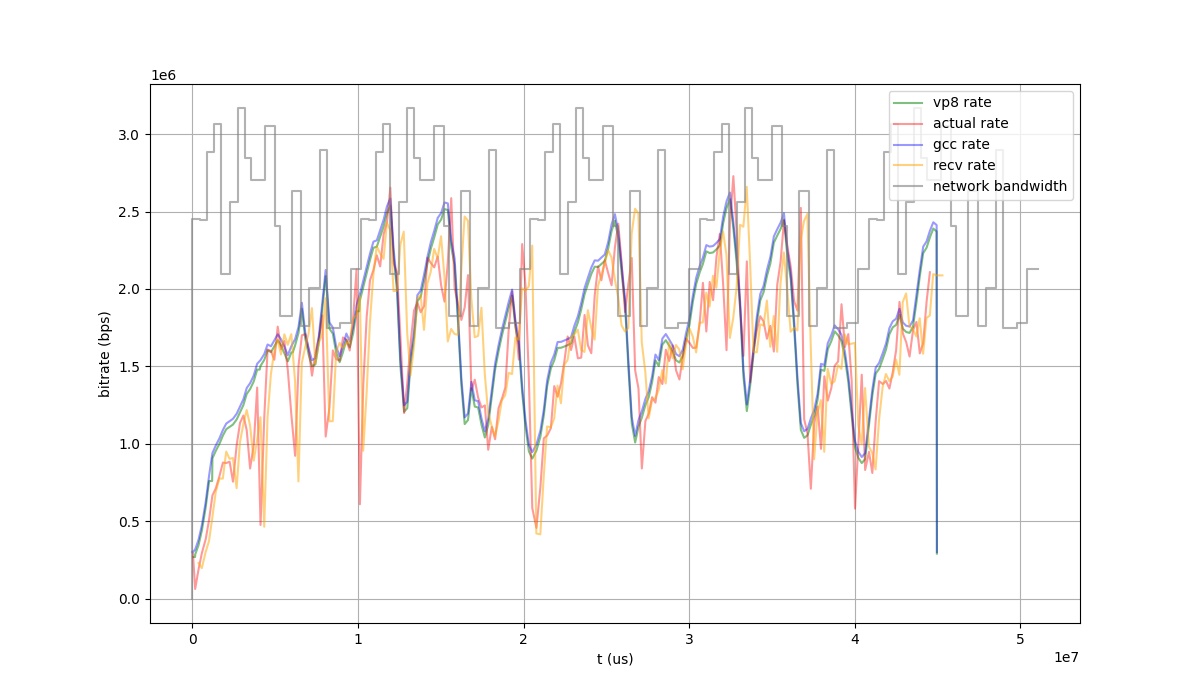 1e6
3.0
2.5
2.0
1.5
1.0
0.5
0.0
bitrate (bps)
vp8 rate
actual rate
gcc rate
recv rate
network bandwidth
0 1 2 3 4 5
t (us)
1e7